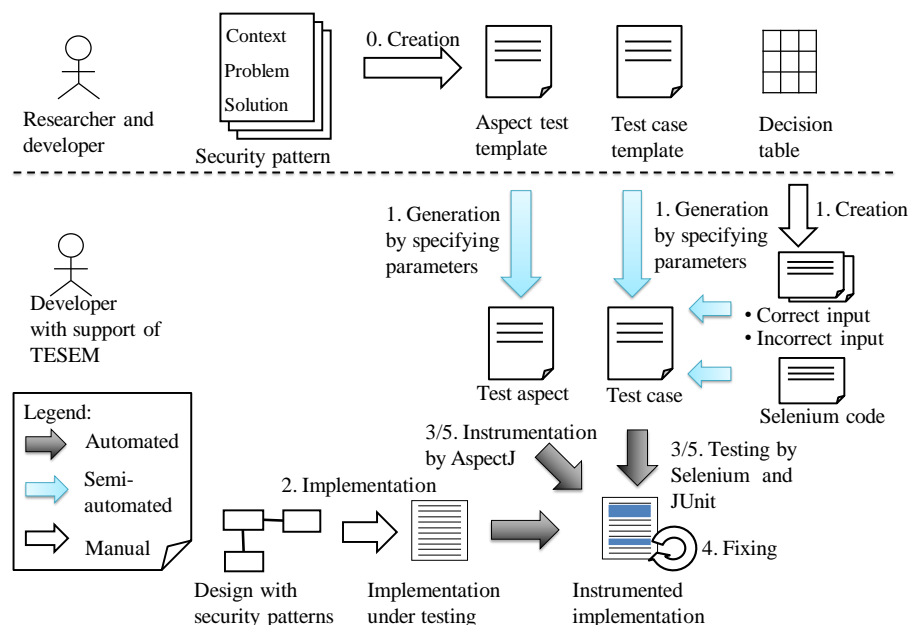 Context
Problem
Solution
0. Creation
Researcher and
developer
Security pattern
Aspect test
template
Test case
template
Decision
table
1. Generation
by specifying
parameters
1. Generation
by specifying
parameters
1. Creation
Developer
with support of
TESEM
• Correct input
• Incorrect input
Test aspect
Test case
Selenium code
Legend:
Automated
Semi-
automated
Manual
3/5. Instrumentation
by AspectJ
3/5. Testing by
Selenium and
JUnit
2. Implementation
4. Fixing
Design with
security patterns
Implementation
under testing
Instrumented
implementation